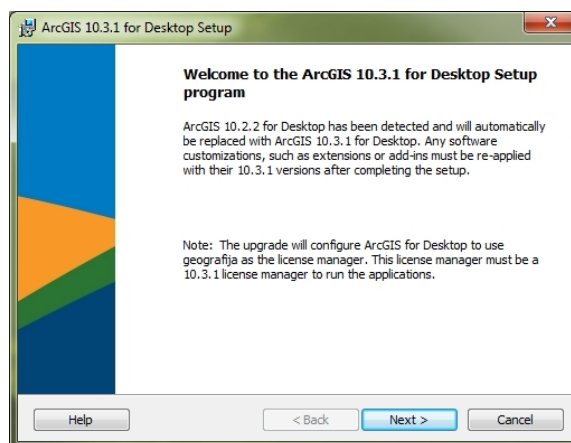 ArcGIS 10.3.1 for Desktop Setup
Welcome to the ArcGIS 10.3.1 for Desktop Setup
program
ArcGIS 10.2.2 for Desktop has been detected and will automatically
be replaced with ArcGIS 10.3.1 for Desktop. Any software
customizations, such as extensions or add-ins must be re-applied
with their 10.3.1 versions after completing the setup.
Note: The upgrade will configure ArcGIS for Desktop to use
geografija as the license manager. This license manager must be a
10.3.1 license manager to run the applications.
Help < Back Next > Cancel